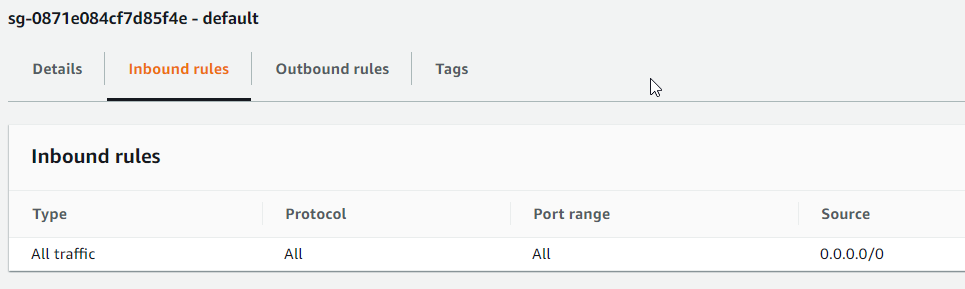 sg-0871e084cf7d85f4e - default
Details Inbound rules Outbound rules Tags
Inbound rules
Type Protocol Port range Source
All traffic All All 0.0.0.0/0